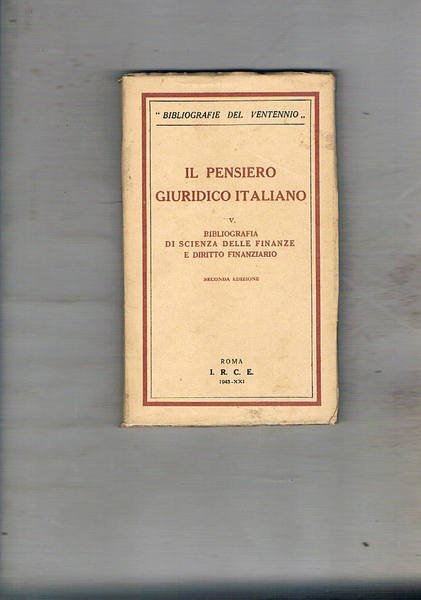 " BIBLIOGRAFIE DEL VENTENNIO „
IL PENSIERO
GIURIDICO ITALIANO
V.
BIBLIOGRAFIA
DI SCIENZA DELLE FINANZE
E DIRITTO FINANZIARIO
SECONDA EDIZIONE
ROMA
I. R. C. E.
1943-XXI